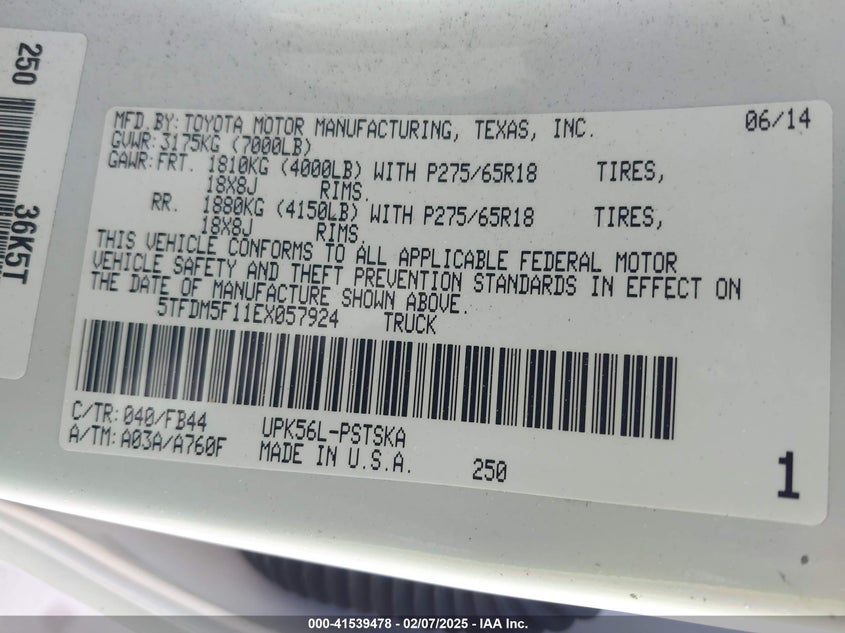 250
36K5T
MFD.BY:TOYOTA MOTOR MANUFACTURING, TEXAS, INC. 06/14
GVWR:3175KG (7000LB)
GAWR:FRT. 1810KG (4000LB) WITH P275/65R18 TIRES,
18X8J RIMS.
RR. 1880KG (4150LB) WITH P275/65R18 TIRES,
18X8J RIMS.
THIS VEHICLE CONFORMS TO ALL APPLICABLE FEDERAL MOTOR
VEHICLE SAFETY AND THEFT PREVENTION STANDARDS IN EFFECT ON
THE DATE OF MANUFACTURE SHOWN ABOVE.
5TFDM5F11EX057924 TRUCK
C/TR:040/FB44 UPK56L-PSTSKA
A/TM:A03A/A760F MADE IN U.S.A. 250 1
000-41539478 — 02/07/2025 — IAA Inc.